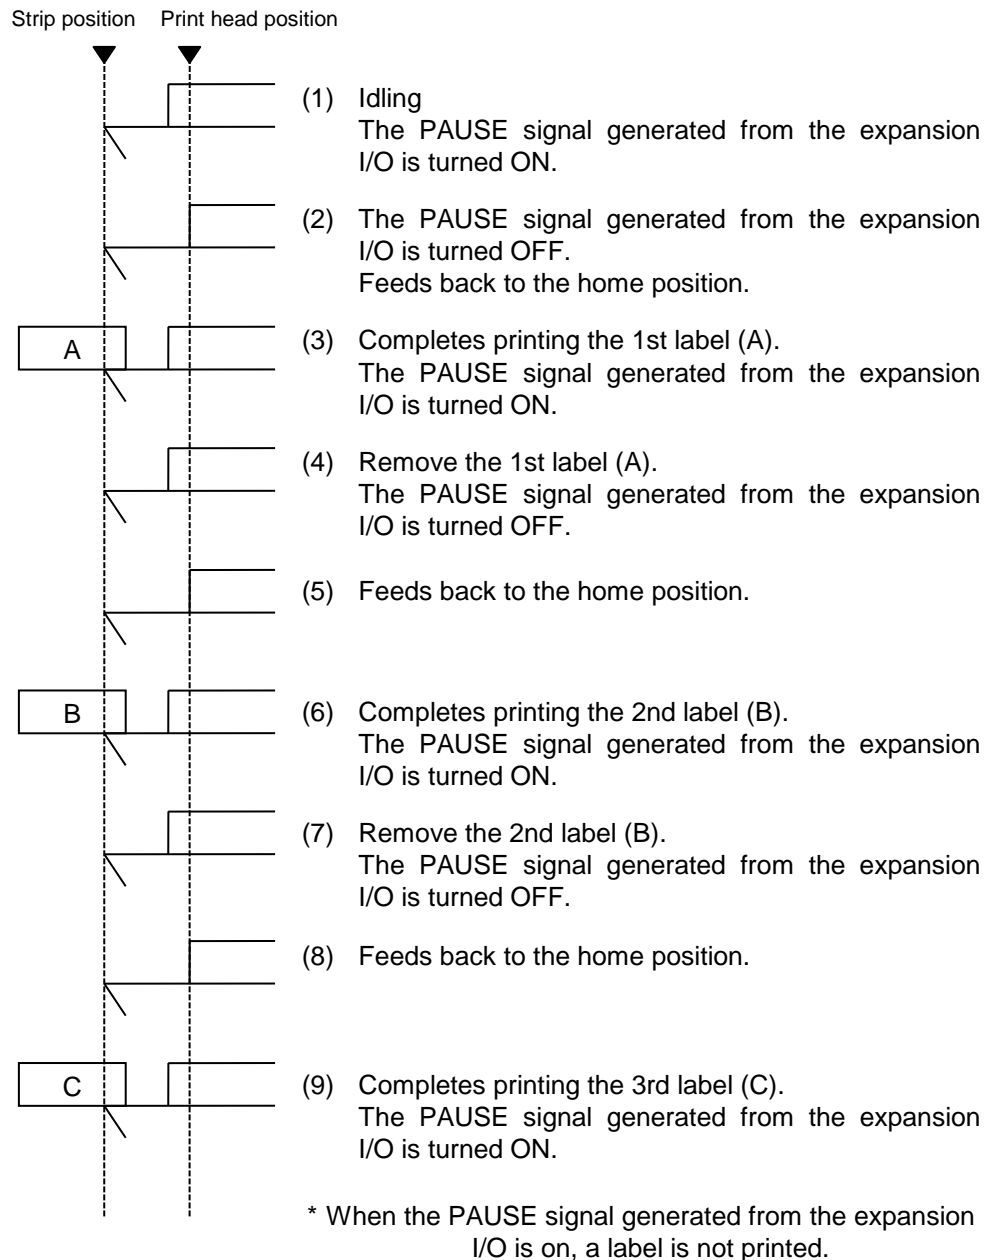 Strip position Print head position
(1) Idling
The PAUSE signal generated from the expansion
I/O is turned ON.
(2) The PAUSE signal generated from the expansion
I/O is turned OFF.
Feeds back to the home position.
A
(3) Completes printing the 1st label (A).
The PAUSE signal generated from the expansion
I/O is turned ON.
(4) Remove the 1st label (A).
The PAUSE signal generated from the expansion
I/O is turned OFF.
(5) Feeds back to the home position.
B
(6) Completes printing the 2nd label (B).
The PAUSE signal generated from the expansion
I/O is turned ON.
(7) Remove the 2nd label (B).
The PAUSE signal generated from the expansion
I/O is turned OFF.
(8) Feeds back to the home position.
C
(9) Completes printing the 3rd label (C).
The PAUSE signal generated from the expansion
I/O is turned ON.
* When the PAUSE signal generated from the expansion
I/O is on, a label is not printed.